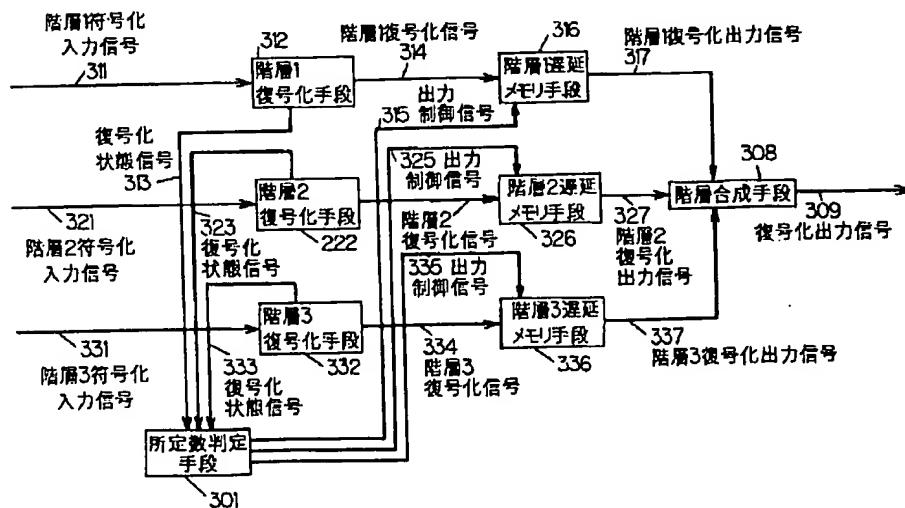 階層1符号化
入力信号
311
312
階層1
復号化手段
階層1復号化信号
314
316
階層1遅延
メモリ手段
階層1復号化出力信号
317
復号化
状態信号
313
315
出力
制御信号
325 出力
制御信号
321
階層2符号化
入力信号
323
復号化
状態信号
階層2
復号化手段
222
階層2
復号化信号
階層2遅延
メモリ手段
326
327
階層2
復号化
出力信号
308
階層合成手段
309
復号化出力信号
335 出力
制御信号
331
階層3符号化
入力信号
333
復号化
状態信号
階層3
復号化手段
332
334
階層3
復号化信号
階層3遅延
メモリ手段
336
337
階層3復号化出力信号
所定数判定
手段
301